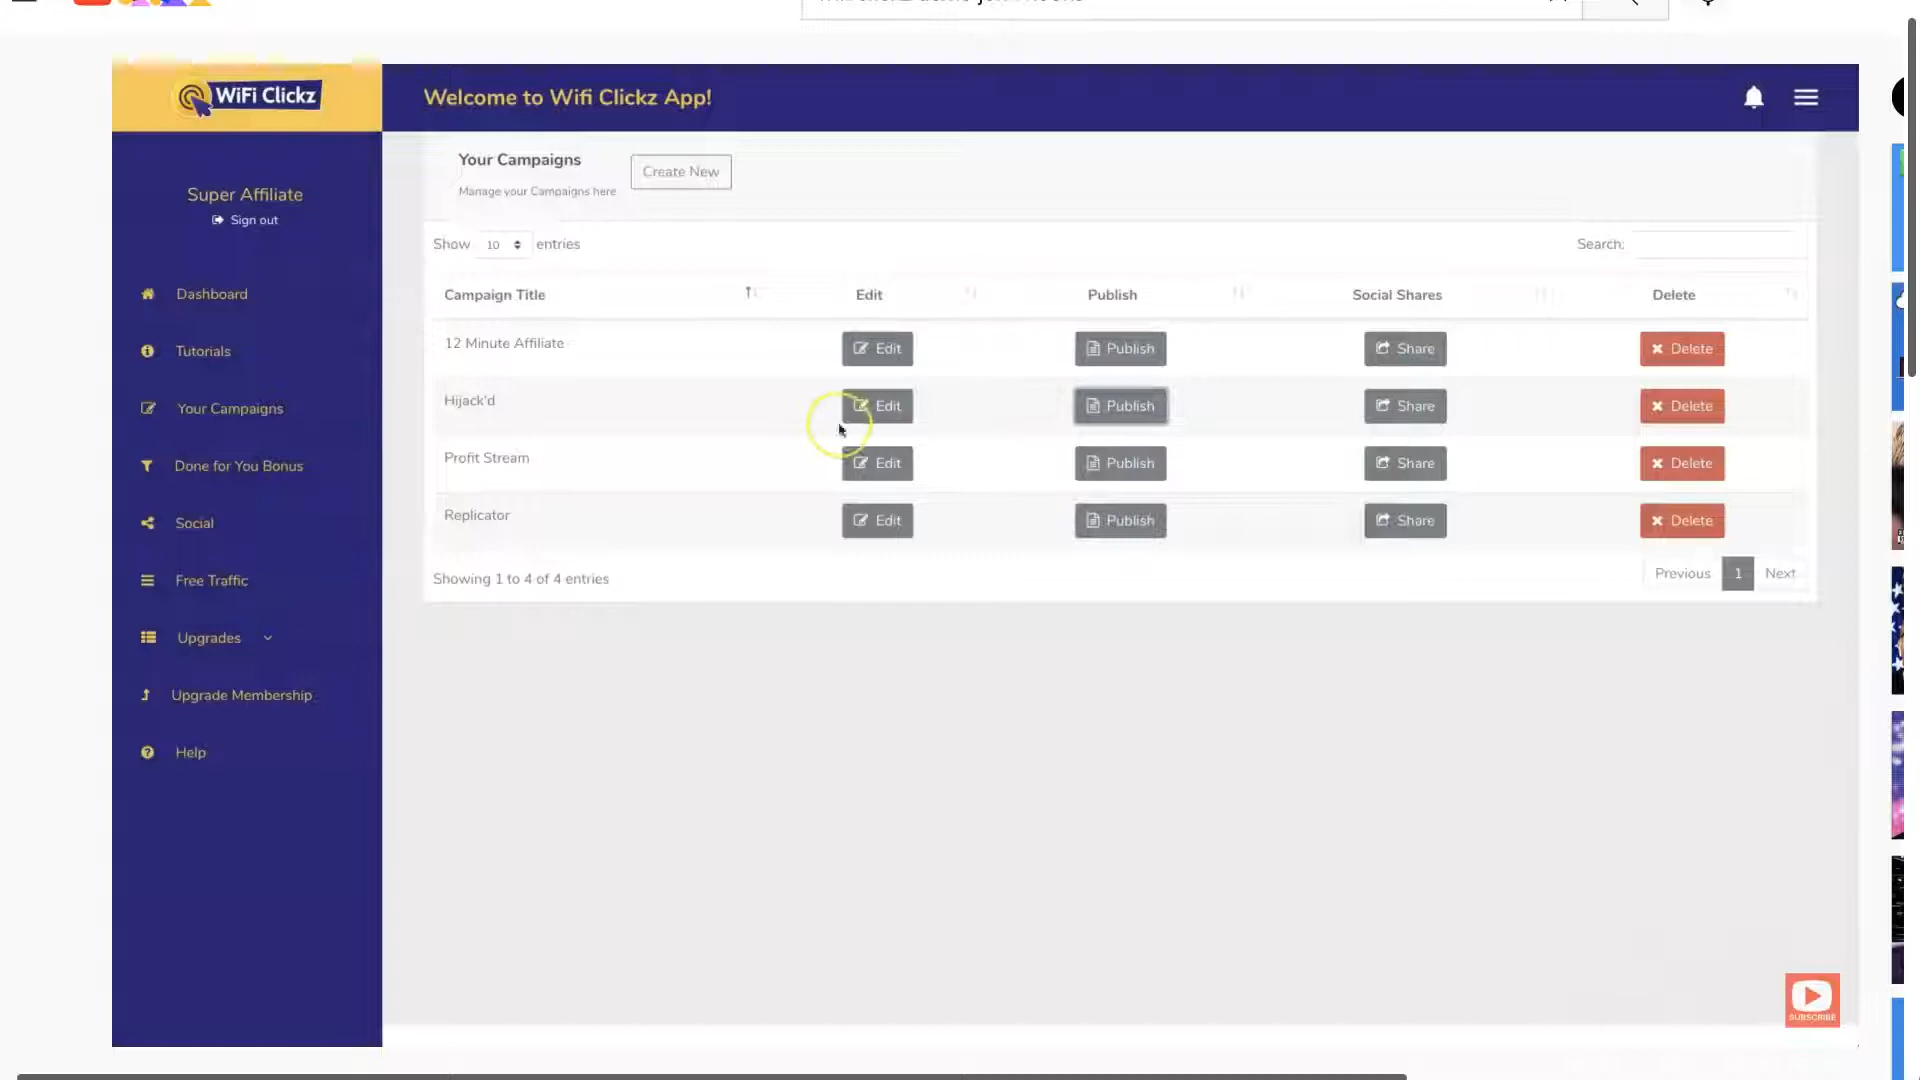 WiFi Clickz
Welcome to Wifi Clickz App!
Super Affiliate
Sign out
Dashboard
Tutorials
Your Campaigns
Done for You Bonus
Social
Free Traffic
Upgrades
Upgrade Membership
Help
Your Campaigns
Manage your Campaigns here
Create New
Show 10 entries
Search:
Campaign Title Edit Publish Social Shares Delete
12 Minute Affiliate Edit Publish Share Delete
Hijack'd Edit Publish Share Delete
Profit Stream Edit Publish Share Delete
Replicator Edit Publish Share Delete
Showing 1 to 4 of 4 entries
Previous 1 Next
SUBSCRIBE